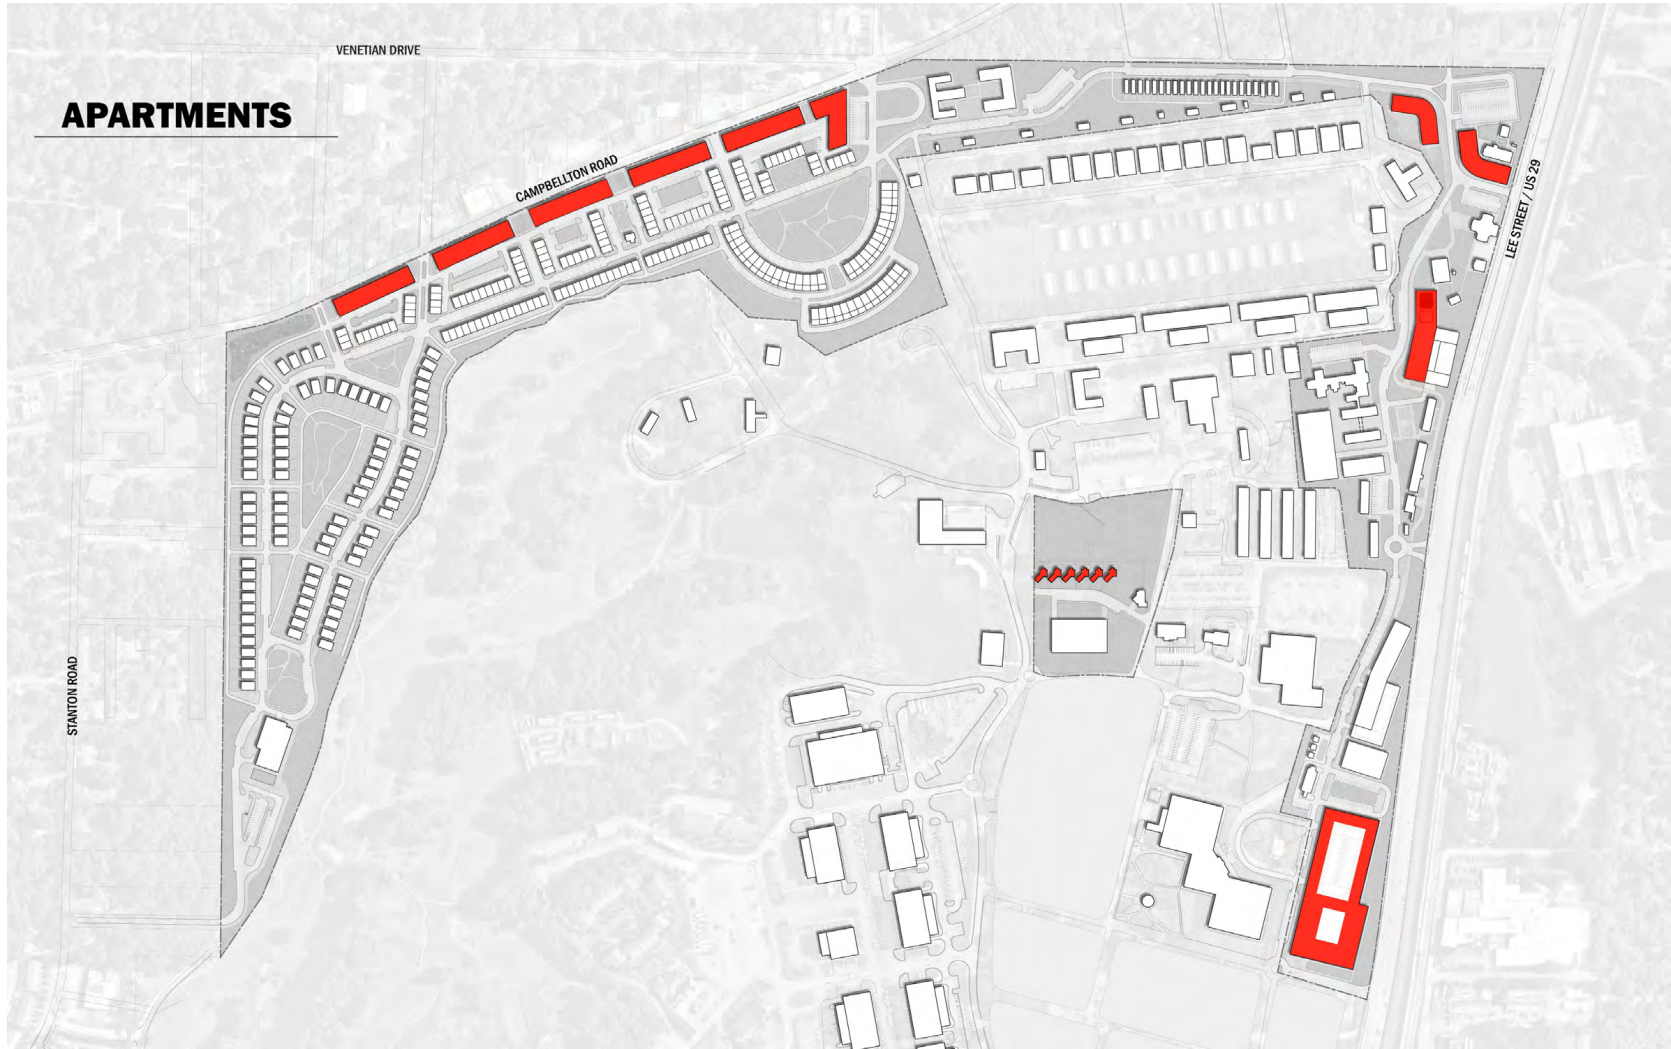 VENETIAN DRIVE
APARTMENTS
CAMPBELLTON ROAD
LEE STREET / US 29
STANTON ROAD